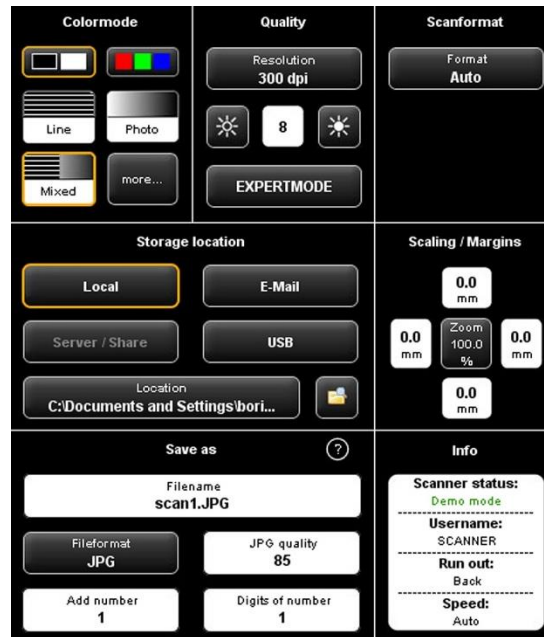 Colormode
Line
Photo
Mixed
more...
Quality
Resolution
300 dpi
8
EXPERTMODE
Scanformat
Format
Auto
Storage location
Local
E-Mail
Server / Share
USB
Location
C:\Documents and Settings\bori...
Scaling / Margins
0.0
mm
0.0
mm
Zoom
100.0
%
0.0
mm
0.0
mm
Save as
?
Filename
scan1.JPG
Fileformat
JPG
JPG quality
85
Add number
1
Digits of number
1
Info
Scanner status:
Demo mode
Username:
SCANNER
Run out:
Back
Speed:
Auto